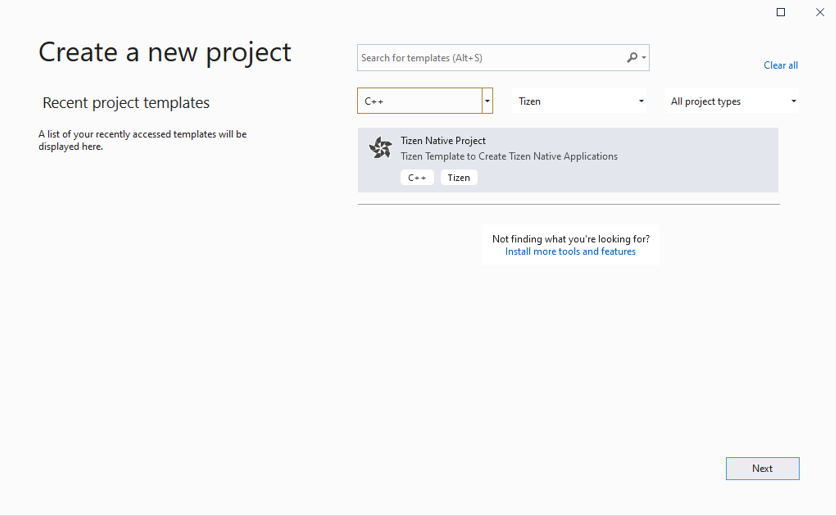 Create a new project
Search for templates (Alt+S)
Clear all
Recent project templates
C++
Tizen
All project types
A list of your recently accessed templates will be
displayed here.
Tizen Native Project
Tizen Template to Create Tizen Native Applications
C++
Tizen
Not finding what you're looking for?
Install more tools and features
Next